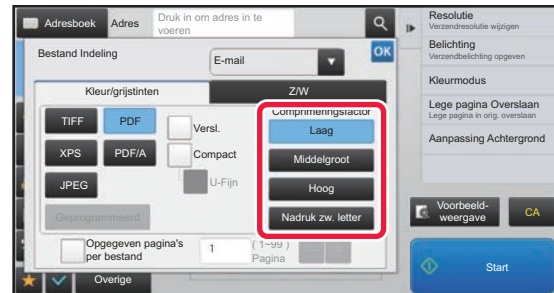 Adresboek
Adres
Druk in om adres in te
voeren
Bestand Indeling
E-mail
OK
Kleur/grijstinten
Z/W
TIFF
PDF
Versl.
XPS
PDF/A
Compact
JPEG
U-Fijn
Geprogrammeerd
Comprimeringsfactor
Laag
Middelgroot
Hoog
Nadruk zw. letter
Opgegeven pagina's
per bestand
1
( 1~99 )
Pagina
Overige
Resolutie
Verzendresolutie wijzigen
Belichting
Verzendbelichting opgeven
Kleurmodus
Lege pagina Overslaan
Lege pagina in orig. overslaan
Aanpassing Achtergrond
Voorbeeld-
weergave
CA
Start